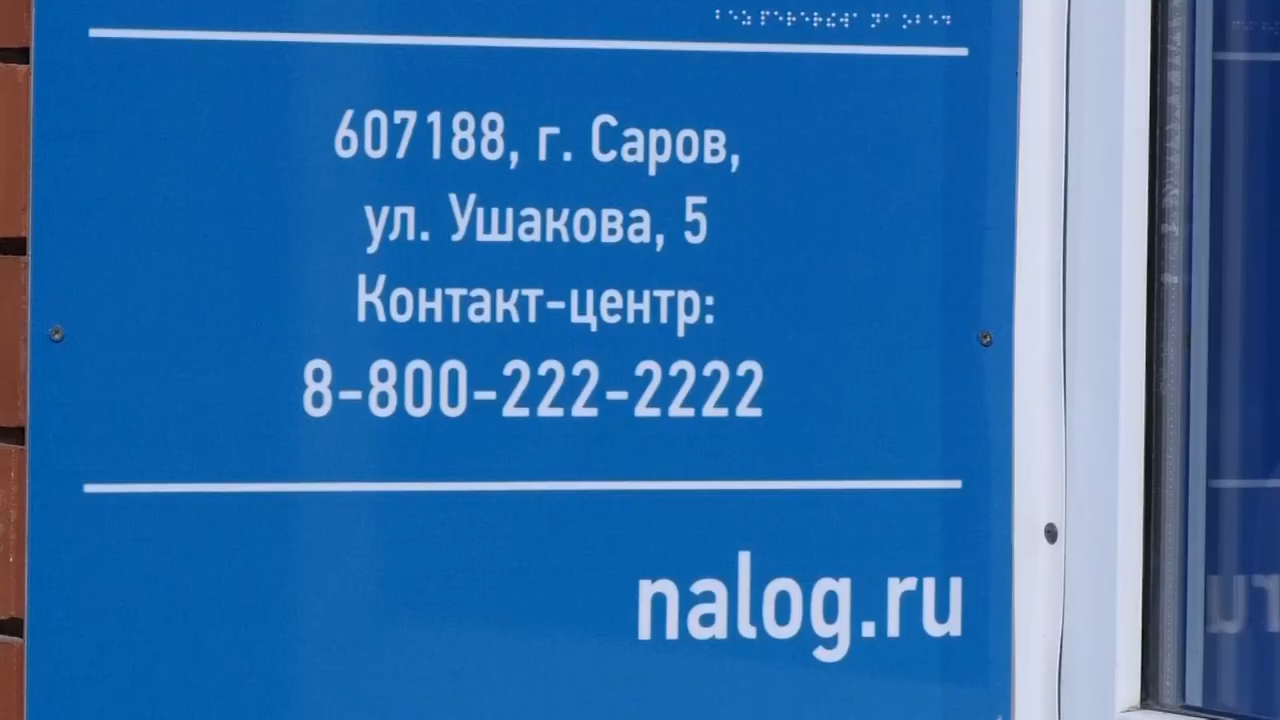 607188, г. Саров,
ул. Ушакова, 5
Контакт-центр:
8-800-222-2222
nalog.ru